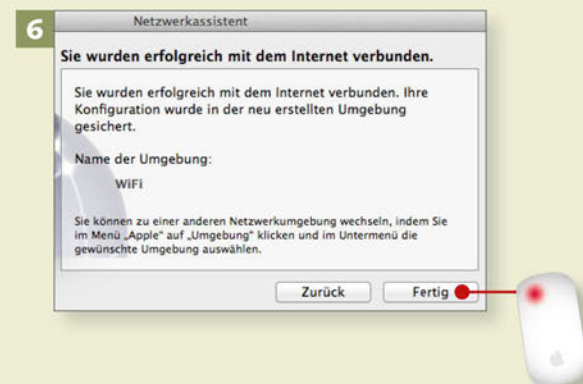 6
Netzwerkassistent
Sie wurden erfolgreich mit dem Internet verbunden.
Sie wurden erfolgreich mit dem Internet verbunden. Ihre
Konfiguration wurde in der neu erstellten Umgebung
gesichert.
Name der Umgebung:
WiFi
Sie können zu einer anderen Netzwerkumgebung wechseln, indem Sie
im Menü „Apple“ auf „Umgebung“ klicken und im Untermenü die
gewünschte Umgebung auswählen.
Zurück
Fertig